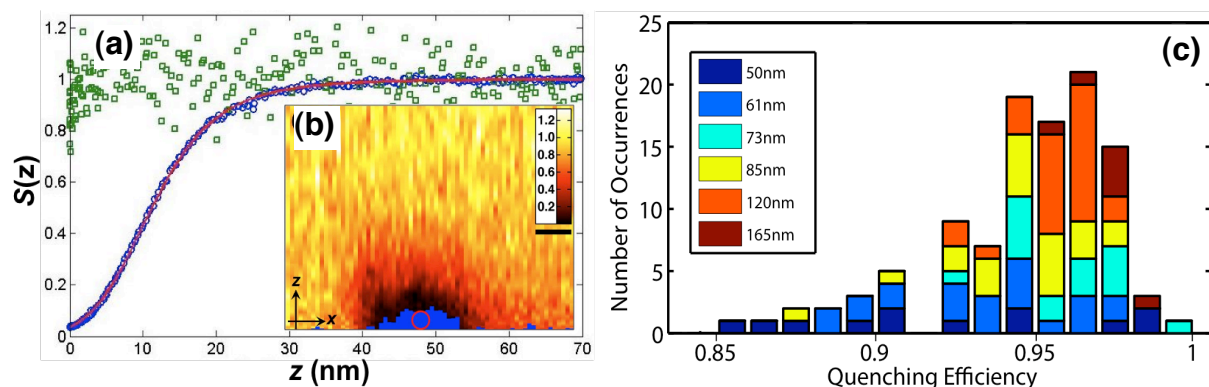 (a)
1.2
1
0.8
0.6
0.4
0.2
0
S(z)
0
10
20
30
40
50
60
70
z (nm)
(b)
1.2
1.0
0.8
0.6
0.4
0.2
z
x
(c)
25
20
15
10
5
0
Number of Occurrences
50nm
61nm
73nm
85nm
120nm
165nm
0.85
0.9
0.95
1
Quenching Efficiency